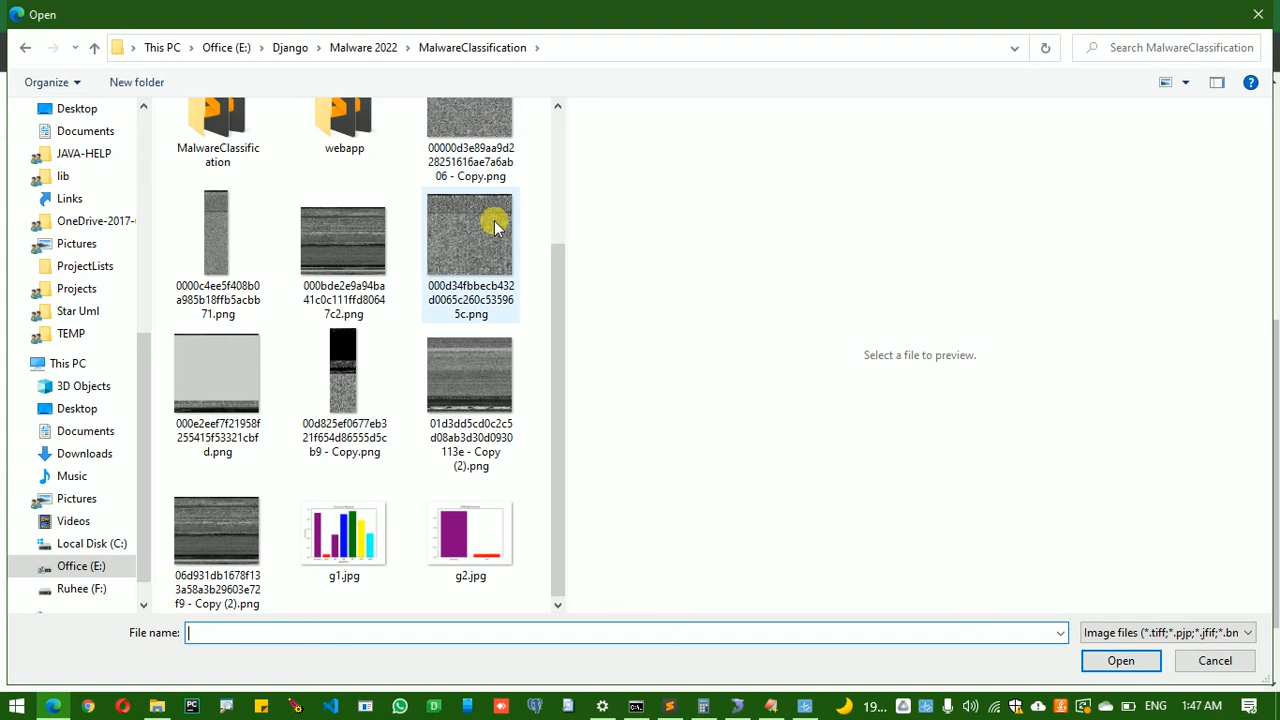 Open
This PC > Office (E:) > Django > Malware 2022 > MalwareClassification >
Search MalwareClassification
Organize
New folder
Desktop
Documents
JAVA-HELP
lib
Links
OneDrive-2017-
Pictures
ProjectLists
Projects
Star Uml
TEMP
This PC
3D Objects
Desktop
Documents
Downloads
Music
Pictures
Videos
Local Disk (C:)
Office (E:)
Ruhee (F:)
MalwareClassific
ation
webapp
00000d3e89aa9d2
28251616ae7a6ab
06 - Copy.png
0000c4ee5f408b0
a985b18ffb5acbb
71.png
000bde2e9a94ba
41c0c111ffd8064
7c2.png
000d34fbbecb432
d0065c260c53596
5c.png
000e2eef7f21958f
255415f53321cbf
d.png
00d825ef0677eb3
21f654d86555d5c
b9 - Copy.png
01d3dd5cd0c2c5
d08ab3d30d0930
113e - Copy
(2).png
06d931db1678f13
3a58a3b29603e72
f9 - Copy (2).png
g1.jpg
g2.jpg
Select a file to preview.
File name:
Image files (*.tiff;*.pjp;*.jfif;*.bn
Open
Cancel
19...
ENG
1:47 AM